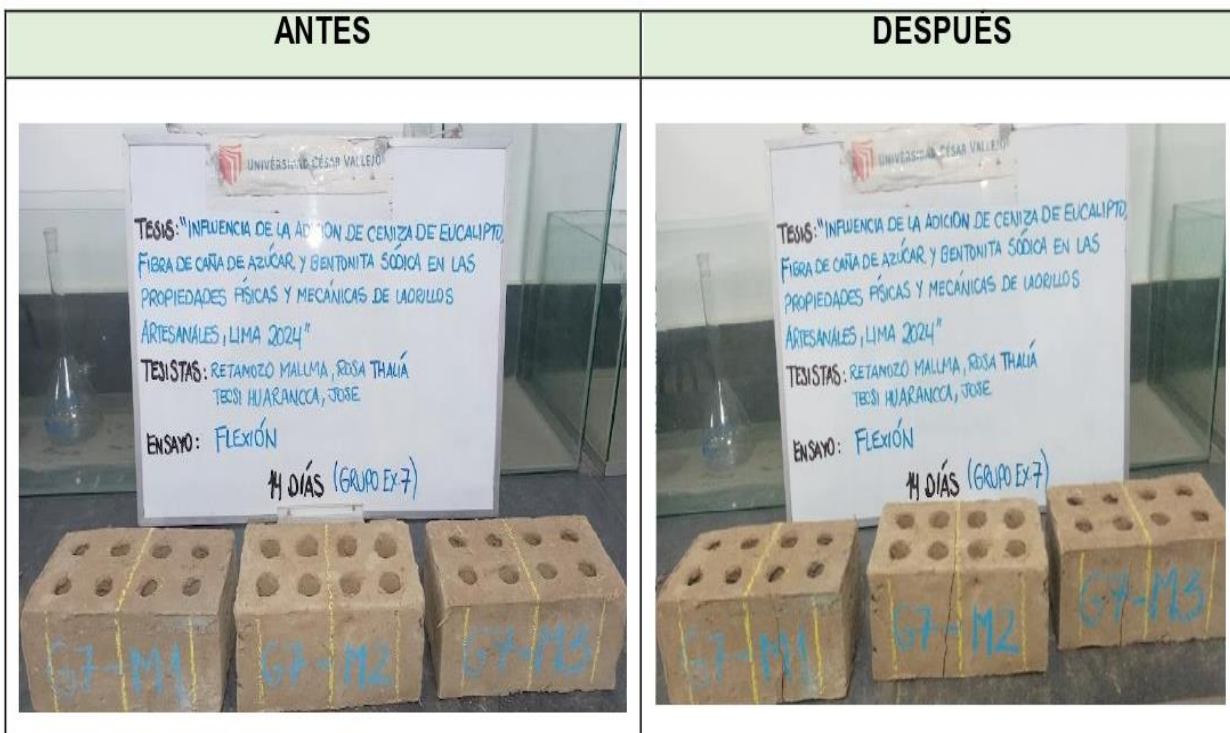 ANTES
DESPUÉS
UNIVERSIDAD CÉSAR VALLEJO
TESIS: "INFLUENCIA DE LA ADICION DE CENIZA DE EUCALIPTO,
FIBRA DE CAÑA DE AZÚCAR Y BENTONITA SÓDICA EN LAS
PROPIEDADES FÍSICAS Y MECÁNICAS DE LADRILLOS
ARTESANALES, LIMA 2024"
TESISTAS: RETAMOZO MALLMA, ROSA THALÍA
TECSI HUARANCCA, JOSE
ENSAYO: FLEXIÓN
14 DÍAS (GRUPO EX-7)
G7-M1
G7-M2
G7-M3
UNIVERSIDAD CÉSAR VALLEJO
TESIS: "INFLUENCIA DE LA ADICION DE CENIZA DE EUCALIPTO,
FIBRA DE CAÑA DE AZÚCAR Y BENTONITA SÓDICA EN LAS
PROPIEDADES FÍSICAS Y MECÁNICAS DE LADRILLOS
ARTESANALES, LIMA 2024"
TESISTAS: RETAMOZO MALLMA, ROSA THALÍA
TECSI HUARANCCA, JOSE
ENSAYO: FLEXIÓN
14 DÍAS (GRUPO EX-7)
G7-M1
G7-M2
G7-M3